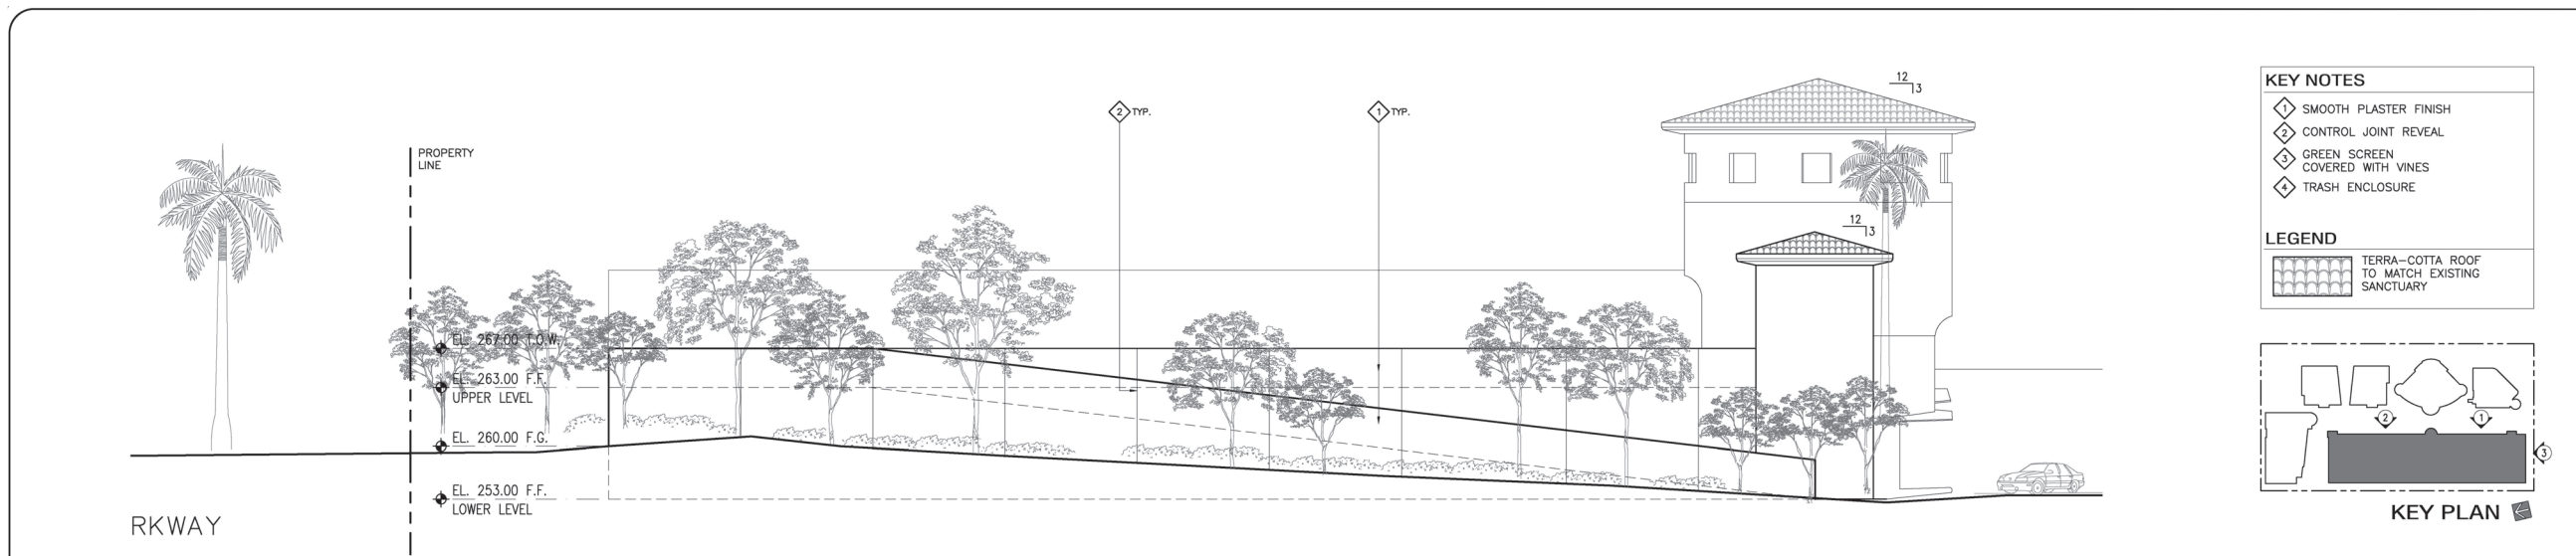 12
3
2 TYP.
1 TYP.
PROPERTY
LINE
12
3
EL. 267.00 T.O.W.
EL. 263.00 F.F.
UPPER LEVEL
EL. 260.00 F.G.
EL. 253.00 F.F.
LOWER LEVEL
RKWAY
KEY NOTES
1 SMOOTH PLASTER FINISH
2 CONTROL JOINT REVEAL
3 GREEN SCREEN
COVERED WITH VINES
4 TRASH ENCLOSURE
LEGEND
TERRA-COTTA ROOF
TO MATCH EXISTING
SANCTUARY
2
1
3
KEY PLAN